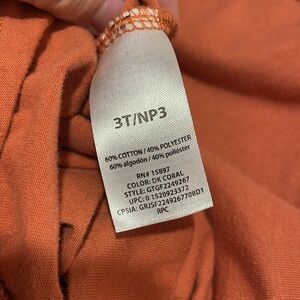 3T/NP3
60% COTTON / 40% POLYESTER
60% algodón / 40% poliéster
RN# 15897
COLOR: DK CORAL
STYLE: GTGF2249267
UPC: 0 1520923372
CPSIA: GRJSF2249267708D1
RPC